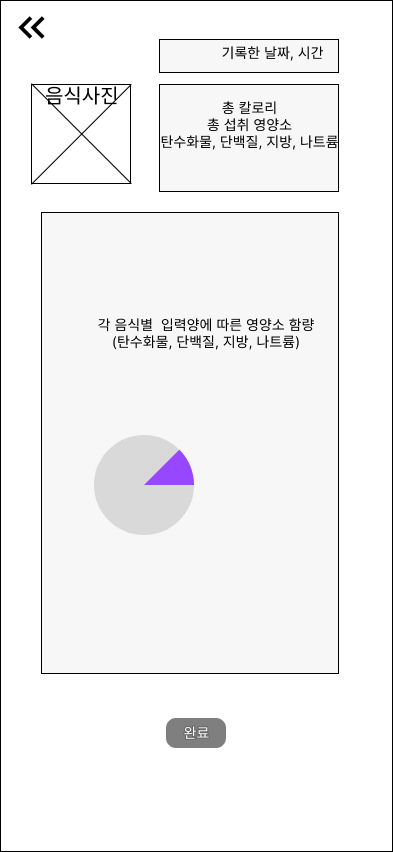 기록한 날짜, 시간
음식사진
총 칼로리
총 섭취 영양소
탄수화물, 단백질, 지방, 나트륨
각 음식별 입력양에 따른 영양소 함량
(탄수화물, 단백질, 지방, 나트륨)
완료